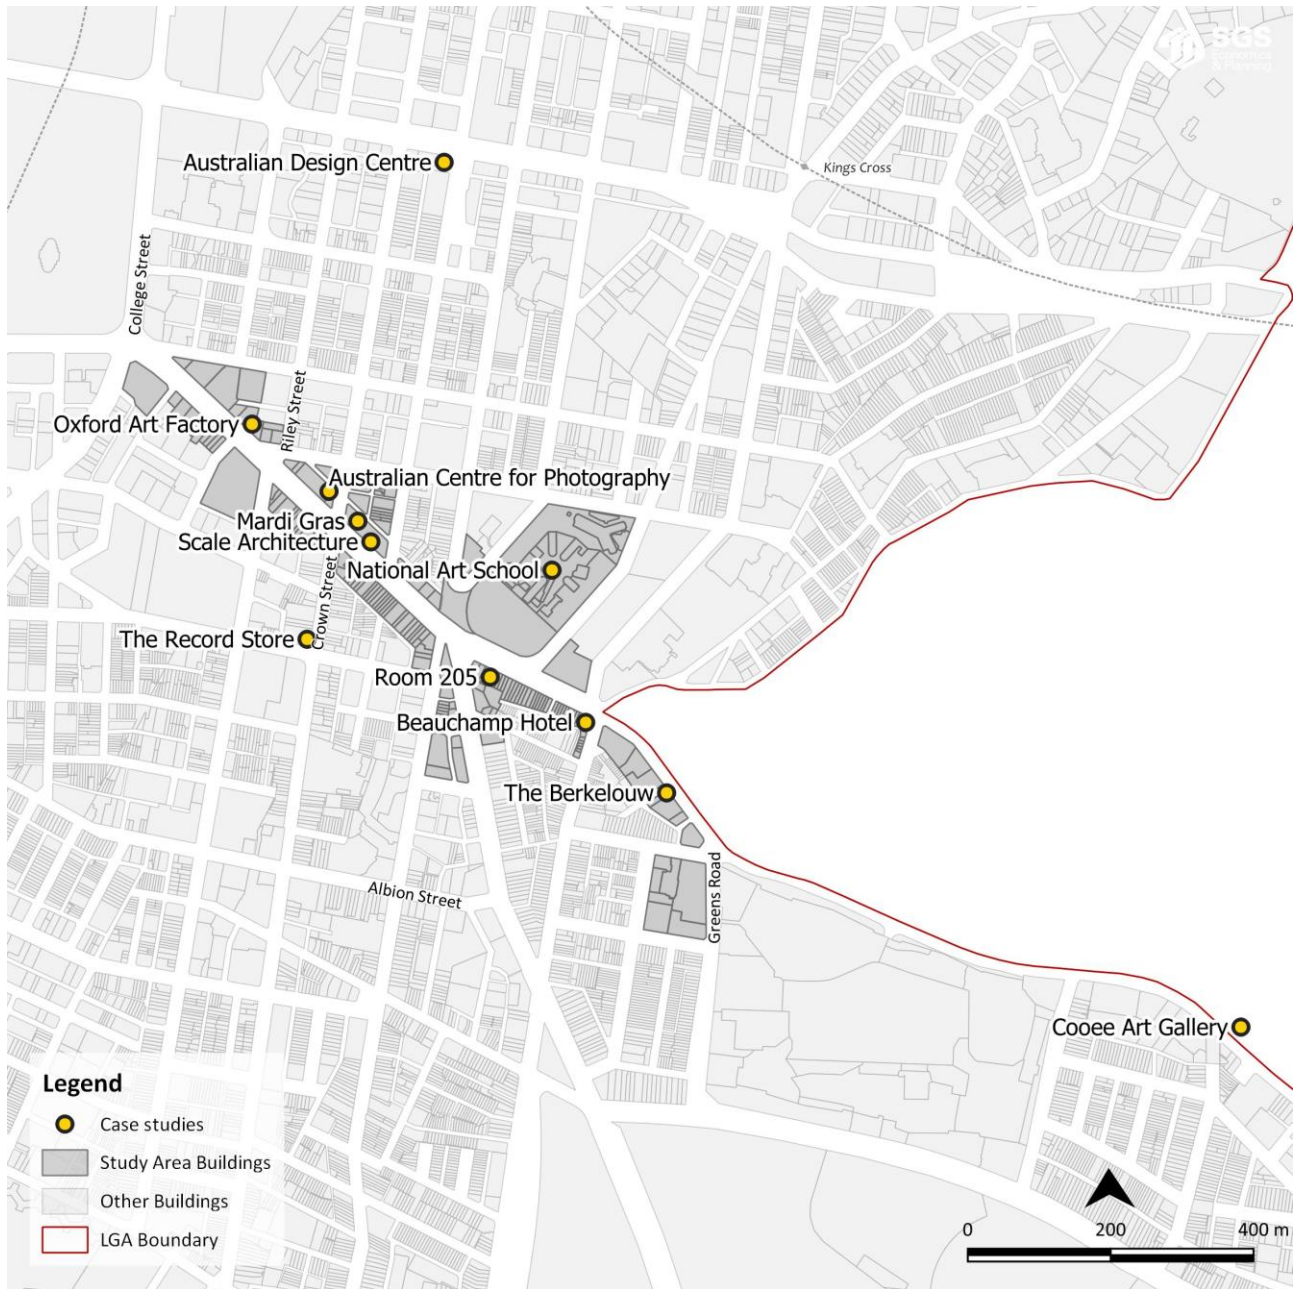 SGS
Economics
& Planning
Australian Design Centre
Kings Cross
College Street
Riley Street
Oxford Art Factory
Australian Centre for Photography
Mardi Gras
Scale Architecture
National Art School
Crown Street
The Record Store
Room 205
Beauchamp Hotel
The Berkelouw
Albion Street
Greens Road
Cooee Art Gallery
Legend
Case studies
Study Area Buildings
Other Buildings
LGA Boundary
0 200 400 m